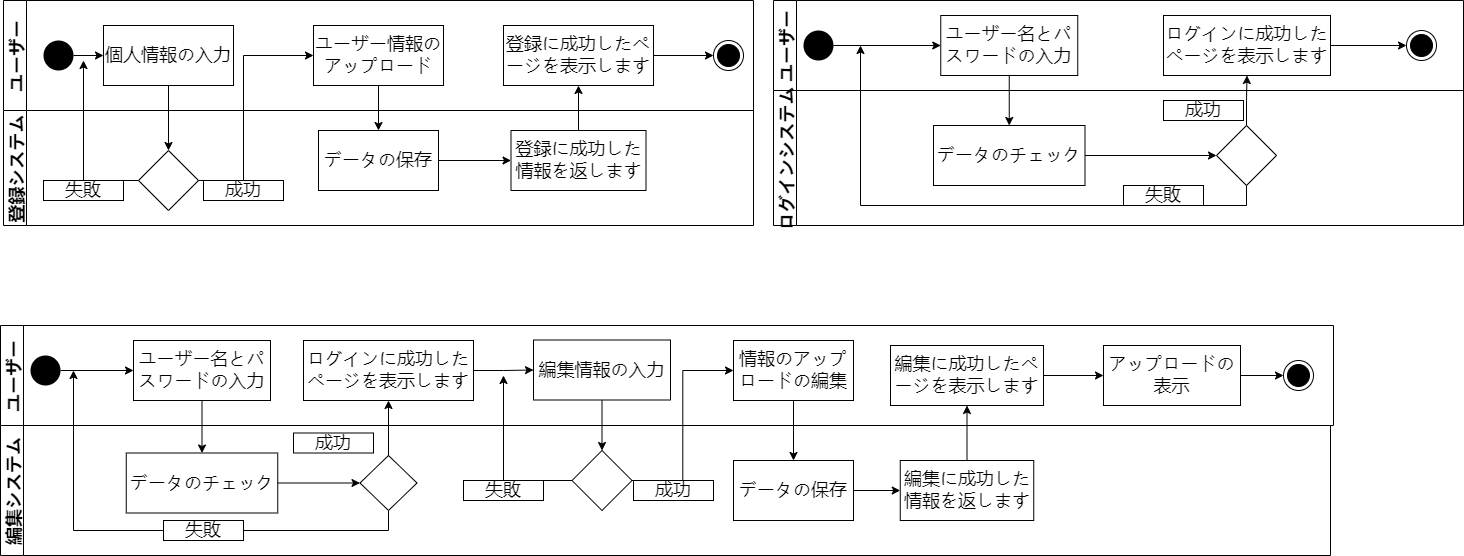 ユーザー
個人情報の入力
ユーザー情報の
アップロード
登録に成功したペ
ージを表示します
登録システム
失敗
成功
データの保存
登録に成功した
情報を返します
ユーザー
ユーザー名とパ
スワードの入力
ログインに成功した
ページを表示します
ログインシステム
成功
データのチェック
失敗
ユーザー
ユーザー名とパ
スワードの入力
ログインに成功した
ページを表示します
編集情報の入力
情報のアップ
ロードの編集
編集に成功したペ
ージを表示します
アップロードの
表示
編集システム
成功
データのチェック
失敗
失敗
成功
データの保存
編集に成功した
情報を返します